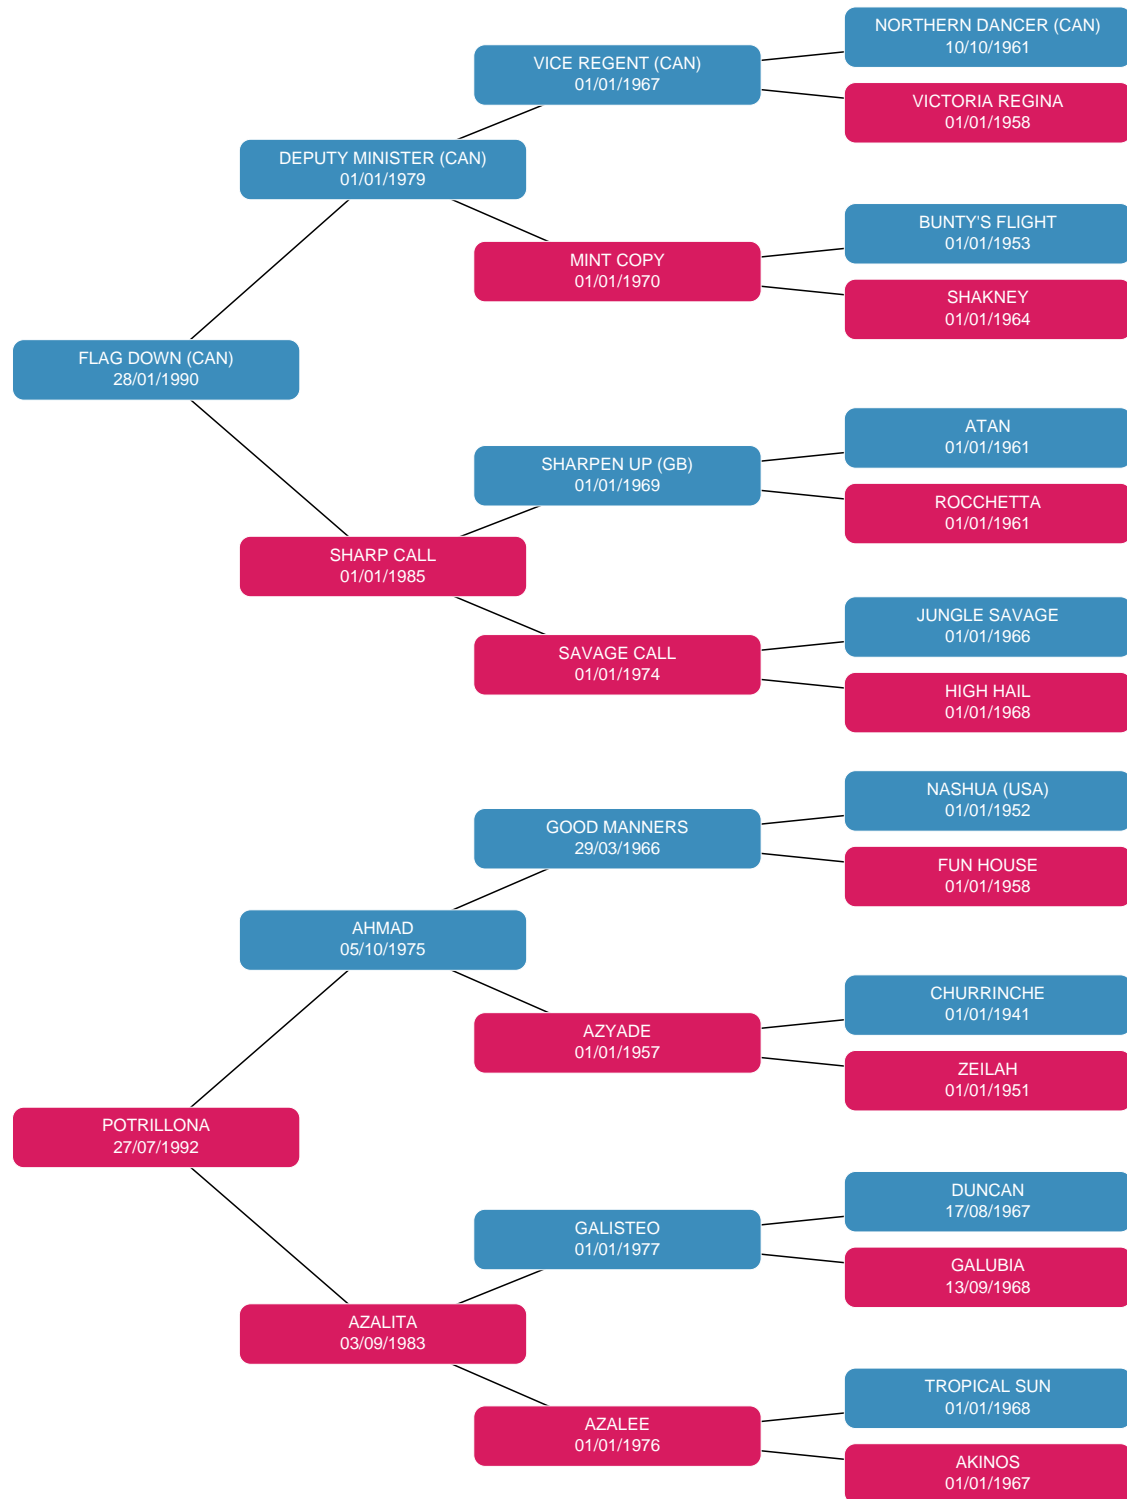 NORTHERN DANCER (CAN)
10/10/1961
VICE REGENT (CAN)
01/01/1967
VICTORIA REGINA
01/01/1958
DEPUTY MINISTER (CAN)
01/01/1979
BUNTY'S FLIGHT
01/01/1953
MINT COPY
01/01/1970
SHAKNEY
01/01/1964
FLAG DOWN (CAN)
28/01/1990
ATAN
01/01/1961
SHARPEN UP (GB)
01/01/1969
ROCCHETTA
01/01/1961
SHARP CALL
01/01/1985
JUNGLE SAVAGE
01/01/1966
SAVAGE CALL
01/01/1974
HIGH HAIL
01/01/1968
NASHUA (USA)
01/01/1952
GOOD MANNERS
29/03/1966
FUN HOUSE
01/01/1958
AHMAD
05/10/1975
CHURRINCHE
01/01/1941
AZYADE
01/01/1957
ZEILAH
01/01/1951
POTRILLONA
27/07/1992
DUNCAN
17/08/1967
GALISTEO
01/01/1977
GALUBIA
13/09/1968
AZALITA
03/09/1983
TROPICAL SUN
01/01/1968
AZALEE
01/01/1976
AKINOS
01/01/1967